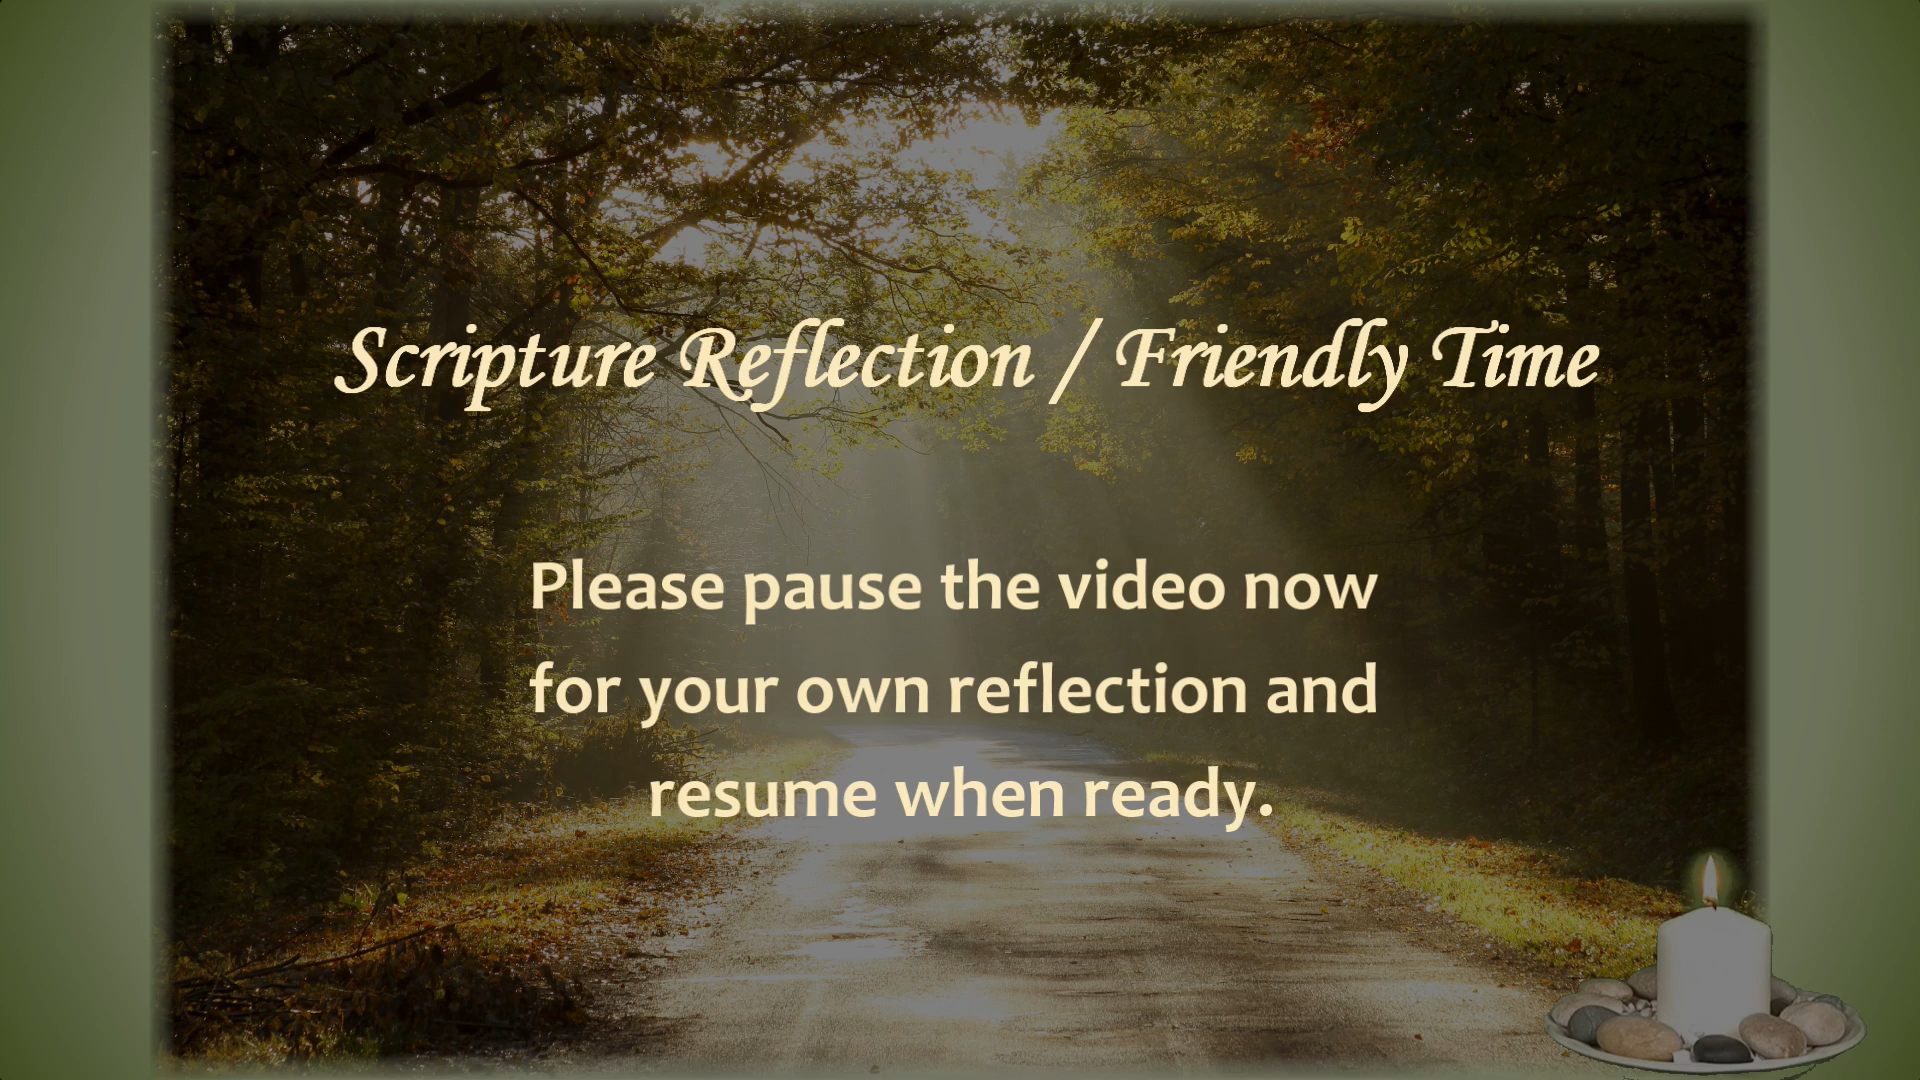 Scripture Reflection / Friendly Time
Please pause the video now
for your own reflection and
resume when ready.